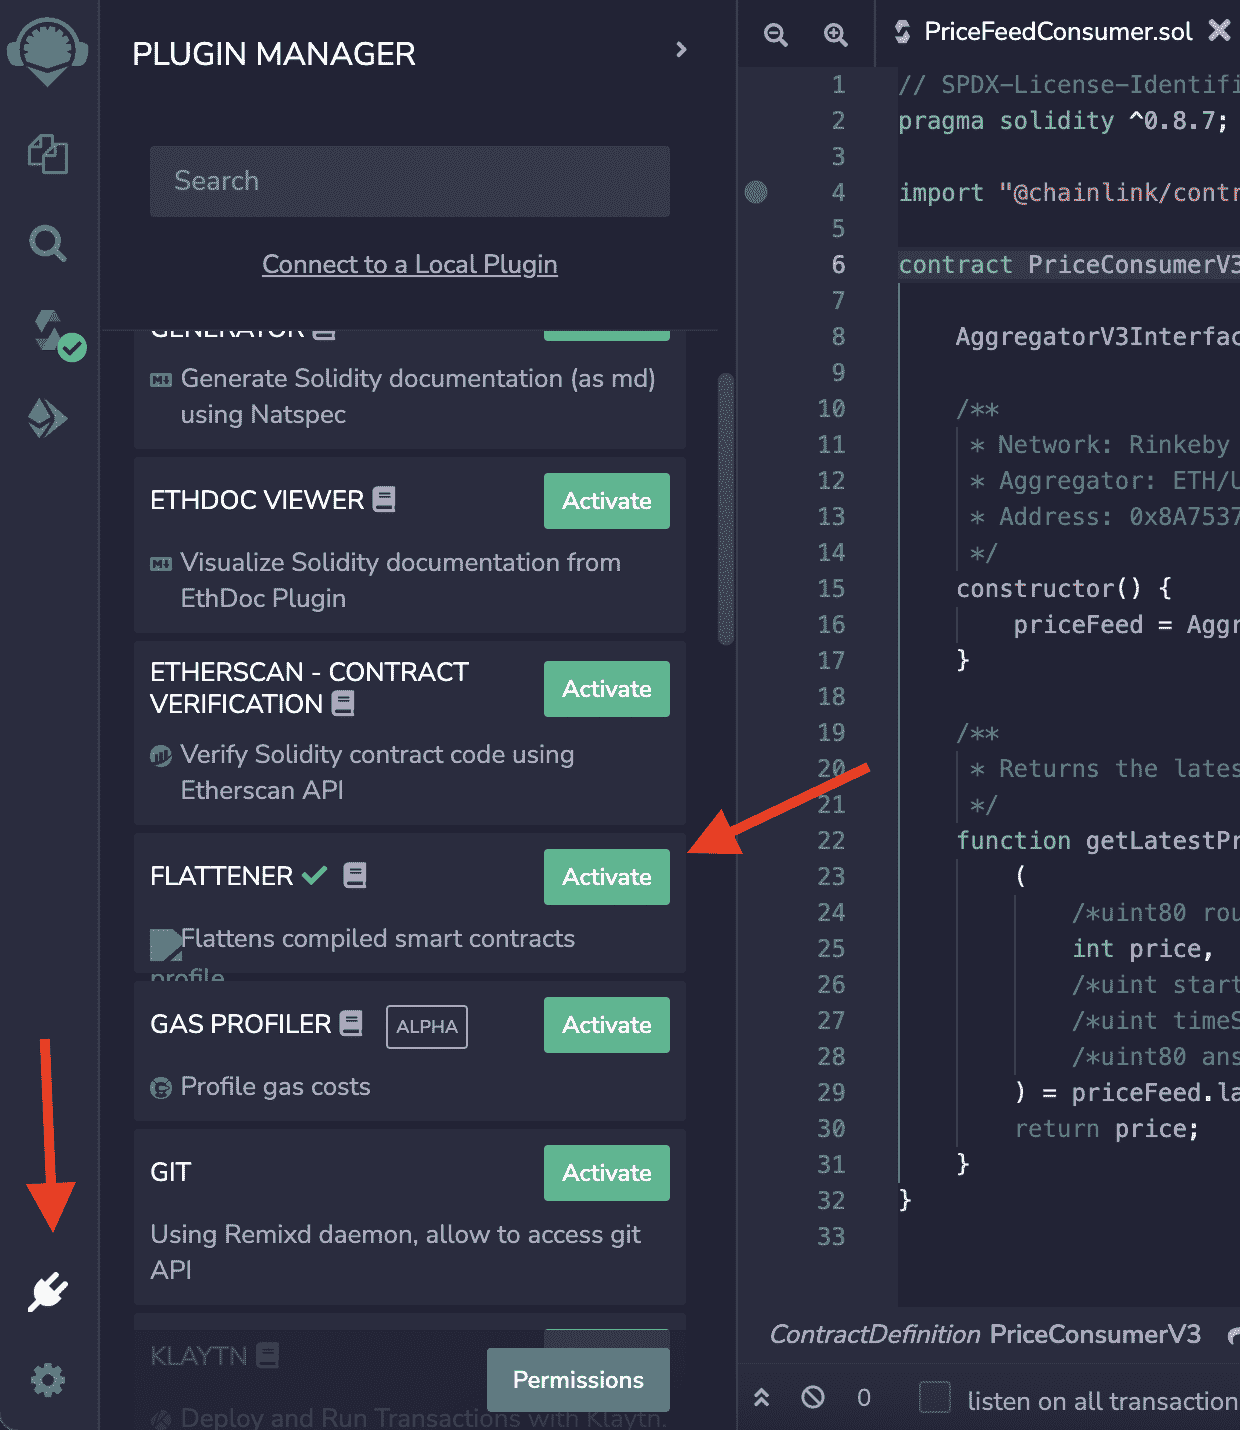 PLUGIN MANAGER
Search
Connect to a Local Plugin
GENERATOR
Generate Solidity documentation (as md)
using Natspec
ETHDOC VIEWER
Activate
Visualize Solidity documentation from
EthDoc Plugin
ETHERSCAN - CONTRACT
VERIFICATION
Activate
Verify Solidity contract code using
Etherscan API
FLATTENER
Activate
Flattens compiled smart contracts
profile
GAS PROFILER
ALPHA
Activate
Profile gas costs
GIT
Activate
Using Remixd daemon, allow to access git
API
KLAYTN
Permissions
Deploy and Run Transactions with Klaytn.
PriceFeedConsumer.sol
1 // SPDX-License-Identifi
2 pragma solidity ^0.8.7;
3
4 import "@chainlink/contr
5
6 contract PriceConsumerV3
7
8 AggregatorV3Interfac
9
10 /**
11 * Network: Rinkeby
12 * Aggregator: ETH/U
13 * Address: 0x8A7537
14 */
15 constructor() {
16 priceFeed = Aggr
17 }
18
19 /**
20 * Returns the lates
21 */
22 function getLatestPr
23 (
24 /*uint80 rou
25 int price,
26 /*uint start
27 /*uint timeS
28 /*uint80 ans
29 ) = priceFeed.la
30 return price;
31 }
32 }
33
ContractDefinition PriceConsumerV3
0
listen on all transaction